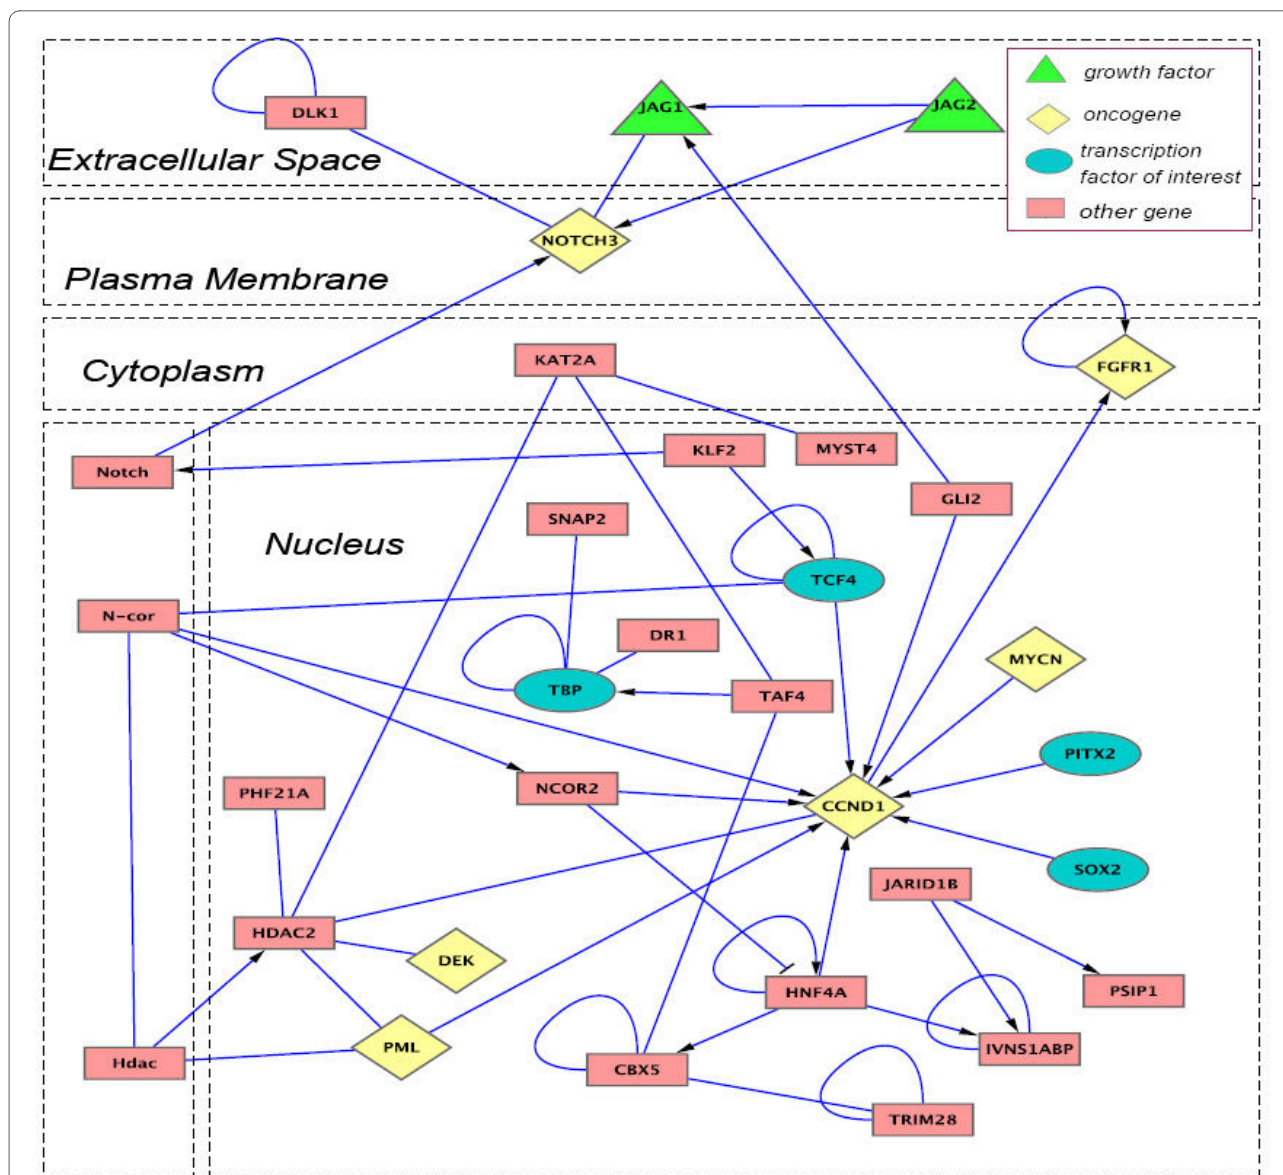 growth factor
JAG1
JAG2
DLK1
oncogene
transcription
factor of interest
Extracellular Space
other gene
NOTCH3
Plasma Membrane
KAT2A
Cytoplasm
FGFR1
KLF2
MYST4
Notch
GLI2
SNAP2
Nucleus
TCF4
N-cor
DR1
MYCN
TBP
TAF4
PITX2
PHF21A
NCOR2
CCND1
SOX2
JARID1B
HDAC2
DEK
HNF4A
PSIP1
PML
IVNS1ABP
Hdac
CBX5
TRIM28